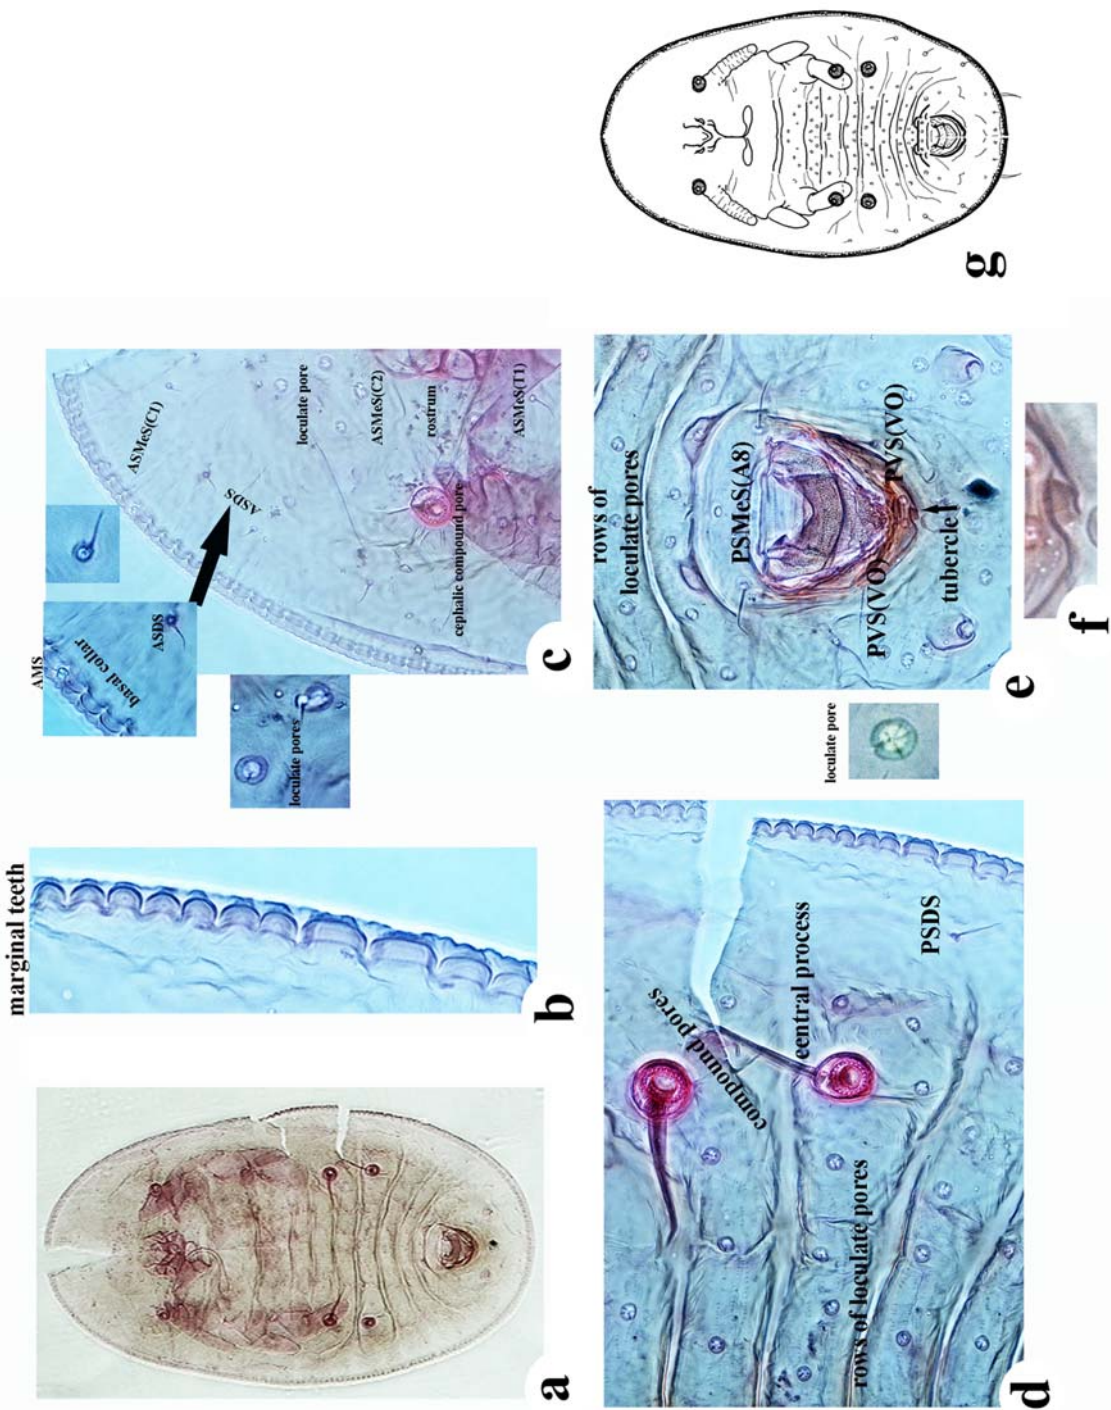 marginal teeth
a
b
AMS
basal collar
ASDS
loculate pores
ASMeS(C1)
ASDS
loculate pore
ASMeS(C2)
rostrum
cephalic compound pore
ASMeS(T1)
c
compound pores
eentral process
PSDS
rows of loculate pores
d
loculate pore
rows of
loculate pores
PSMeS(A8)
PVS(VO)
PVS(VO)
tubercle
e
f
g